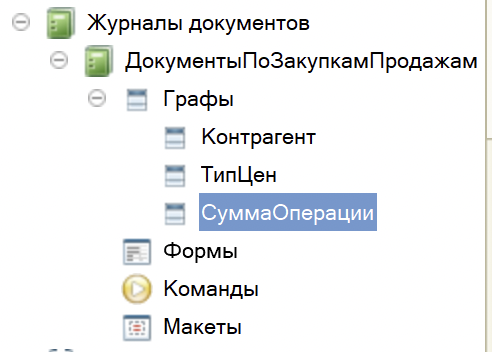 Журналы документов
ДокументыПоЗакупкамПродажам
Графы
Контрагент
ТипЦен
СуммаОперации
Формы
Команды
Макеты